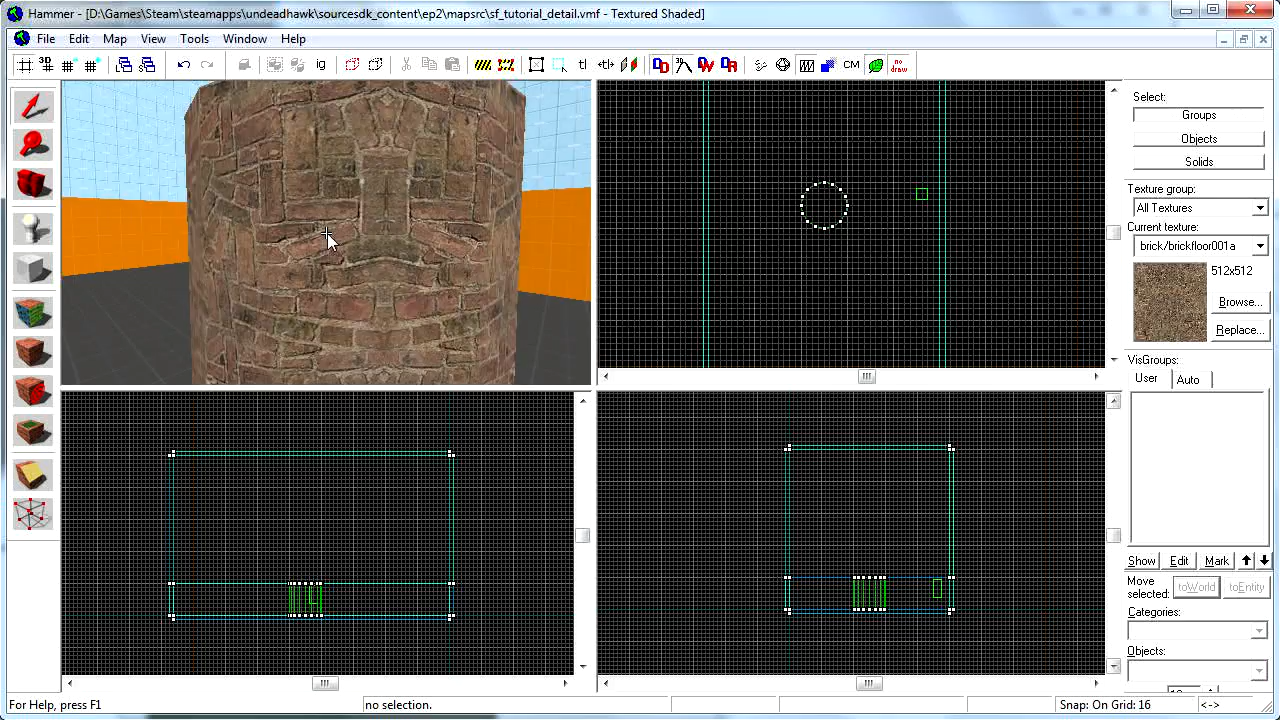 Hammer - [D:\Games\Steam\steamapps\undeadhawk\sourcesdk_content\ep2\mapsrc\sf_tutorial_detail.vmf - Textured Shaded]
File Edit Map View Tools Window Help
3D
ig
tl
CM
no draw
Select:
Groups
Objects
Solids
Texture group:
All Textures
Current texture:
brick/brickfloor001a
512x512
Browse...
Replace...
VisGroups:
User Auto
Show Edit Mark
Move selected: toWorld toEntity
Categories:
Objects:
For Help, press F1
no selection.
Snap: On Grid: 16
<->